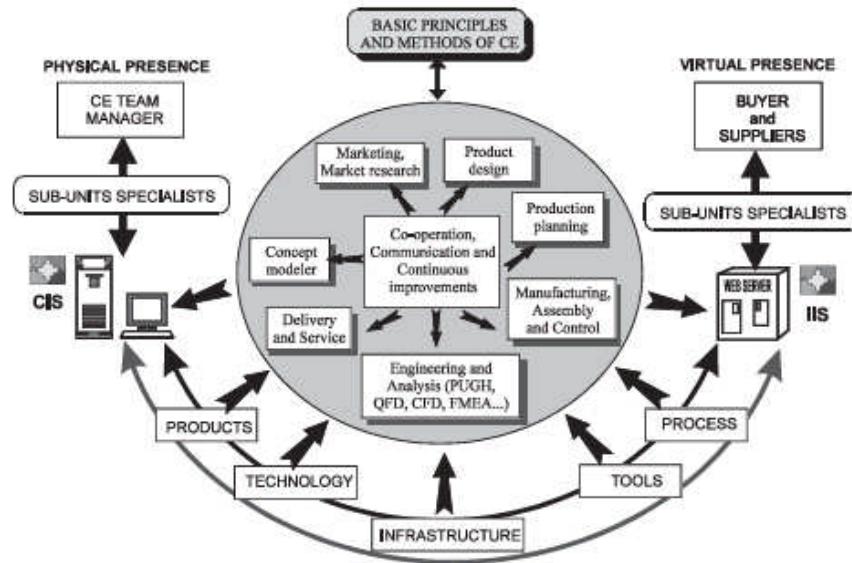 BASIC PRINCIPLES
AND METHODS OF CE
PHYSICAL PRESENCE
VIRTUAL PRESENCE
CE TEAM
MANAGER
BUYER
and
SUPPLIERS
SUB-UNITS SPECIALISTS
SUB-UNITS SPECIALISTS
Marketing,
Market research
Product
design
Production
planning
Co-operation,
Communication and
Continuous
improvements
Concept
modeler
Manufacturing,
Assembly
and Control
Delivery
and Service
Engineering and
Analysis (PUGH,
QFD, CFD, FMEA...)
CIS
WEB SERVER
IIS
PRODUCTS
PROCESS
TECHNOLOGY
TOOLS
INFRASTRUCTURE